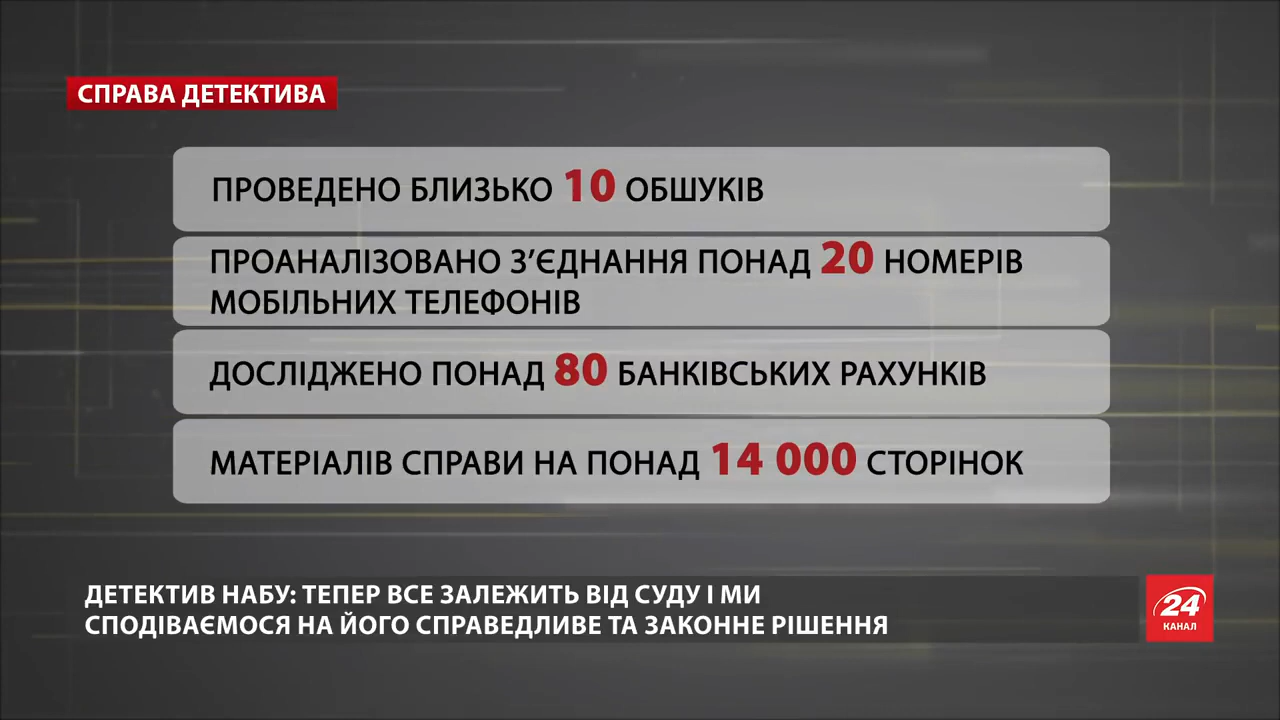 СПРАВА ДЕТЕКТИВА
ПРОВЕДЕНО БЛИЗЬКО 10 ОБШУКІВ
ПРОАНАЛІЗОВАНО З’ЄДНАННЯ ПОНАД 20 НОМЕРІВ
МОБІЛЬНИХ ТЕЛЕФОНІВ
ДОСЛІДЖЕНО ПОНАД 80 БАНКІВСЬКИХ РАХУНКІВ
МАТЕРІАЛІВ СПРАВИ НА ПОНАД 14 000 СТОРІНОК
ДЕТЕКТИВ НАБУ: ТЕПЕР ВСЕ ЗАЛЕЖИТЬ ВІД СУДУ І МИ
СПОДІВАЄМОСЯ НА ЙОГО СПРАВЕДЛИВЕ ТА ЗАКОННЕ РІШЕННЯ
24
КАНАЛ